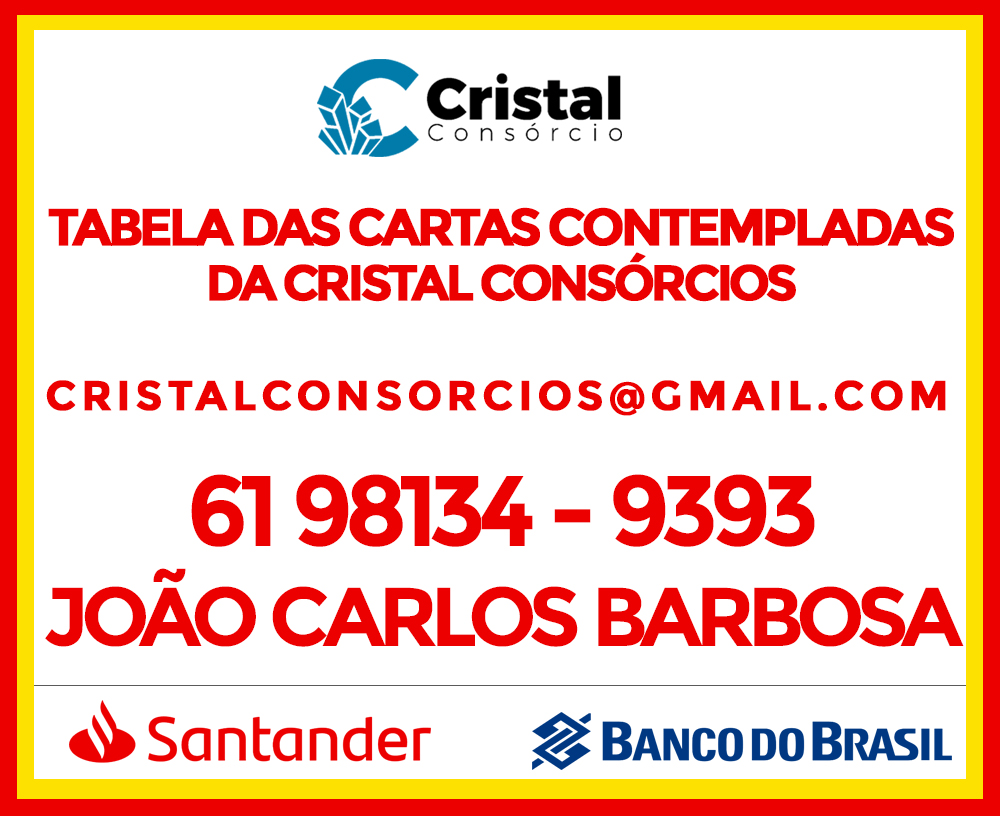 Cristal
Consórcio
TABELA DAS CARTAS CONTEMPLADAS
DA CRISTAL CONSÓRCIOS
CRISTALCONSORCIOS@GMAIL.COM
61 98134 - 9393
JOÃO CARLOS BARBOSA
Santander
BANCO DO BRASIL